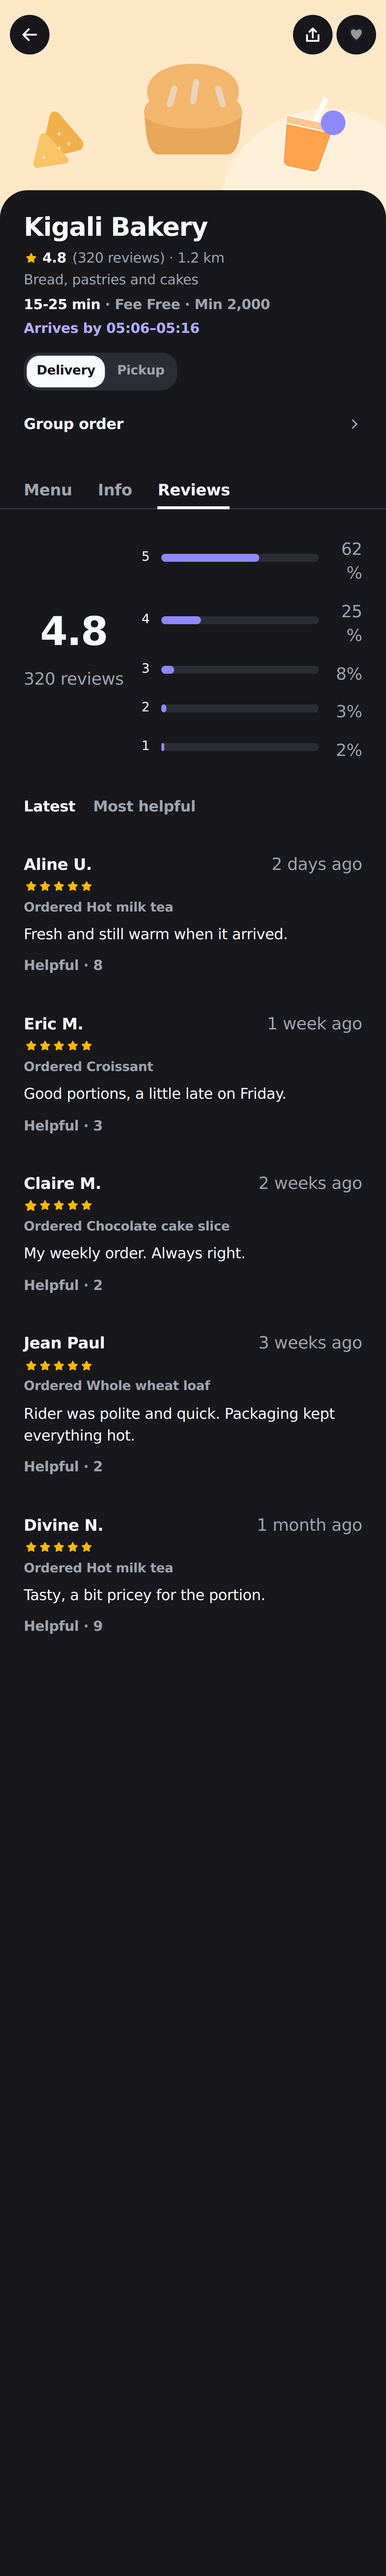 Kigali Bakery
4.8 (320 reviews) · 1.2 km
Bread, pastries and cakes
15-25 min · Fee Free · Min 2,000
Arrives by 05:06–05:16
Delivery Pickup
Group order
Menu Info Reviews
4.8
320 reviews
5 62
%
4 25
%
3 8%
2 3%
1 2%
Latest Most helpful
Aline U. 2 days ago
Ordered Hot milk tea
Fresh and still warm when it arrived.
Helpful · 8
Eric M. 1 week ago
Ordered Croissant
Good portions, a little late on Friday.
Helpful · 3
Claire M. 2 weeks ago
Ordered Chocolate cake slice
My weekly order. Always right.
Helpful · 2
Jean Paul 3 weeks ago
Ordered Whole wheat loaf
Rider was polite and quick. Packaging kept
everything hot.
Helpful · 2
Divine N. 1 month ago
Ordered Hot milk tea
Tasty, a bit pricey for the portion.
Helpful · 9